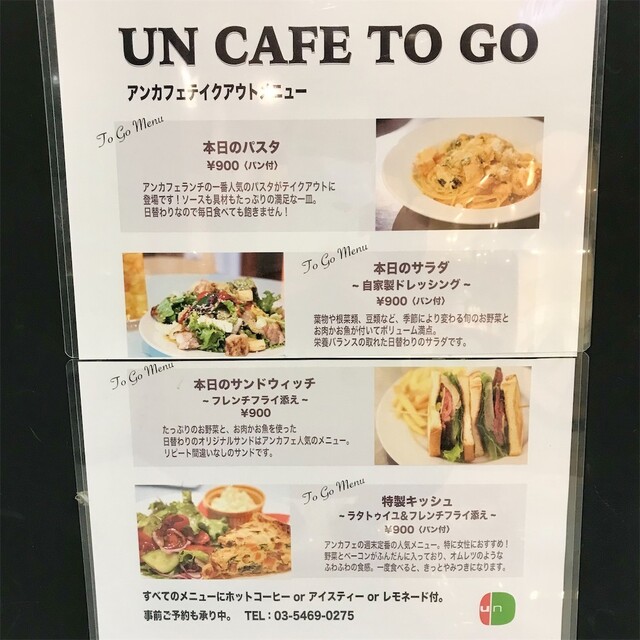 UN CAFE TO GO
アンカフェテイクアウトメニュー
To Go Menu
本日のパスタ
¥900〈パン付〉
アンカフェランチの一番人気のパスタがテイクアウトに
登場です！ソースも具材もたっぷりの満足な一皿。
日替わりなので毎日食べても飽きません！
To Go Menu
本日のサラダ
~自家製ドレッシング~
¥900〈パン付〉
葉物や根菜類、豆類など、季節により変わる旬のお野菜と
お肉かお魚が付いてボリューム満点。
栄養バランスの取れた日替わりのサラダです。
To Go Menu
本日のサンドウィッチ
~フレンチフライ添え~
¥900
たっぷりのお野菜と、お肉かお魚を使った
日替わりのオリジナルサンドはアンカフェ人気のメニュー。
リピート間違いなしのサンドです。
To Go Menu
特製キッシュ
~ラタトゥイユ&フレンチフライ添え~
¥900〈パン付〉
アンカフェの週末定番の人気メニュー。特に女性におすすめ！
野菜とベーコンがふんだんに入っており、オムレツのような
ふわふわの食感。一度食べると、きっとやみつきになります。
すべてのメニューにホットコーヒー or アイスティー or レモネード付。
事前ご予約も承り中。 TEL：03-5469-0275
un